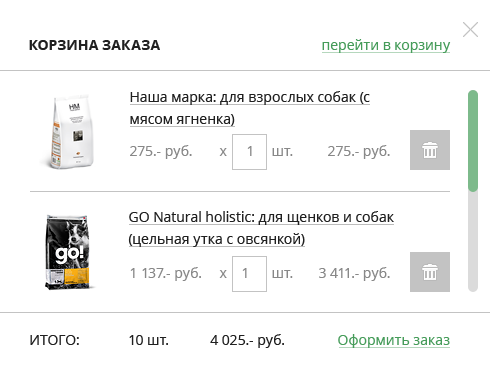 КОРЗИНА ЗАКАЗА перейти в корзину
Наша марка: для взрослых собак (с
мясом ягненка)
275.- руб. х 1 шт. 275.- руб.
НМ
GO Natural holistic: для щенков и собак
(цельная утка с овсянкой)
1 137.- руб. х 1 шт. 3 411.- руб.
go!
ИТОГО: 10 шт. 4 025.- руб. Оформить заказ